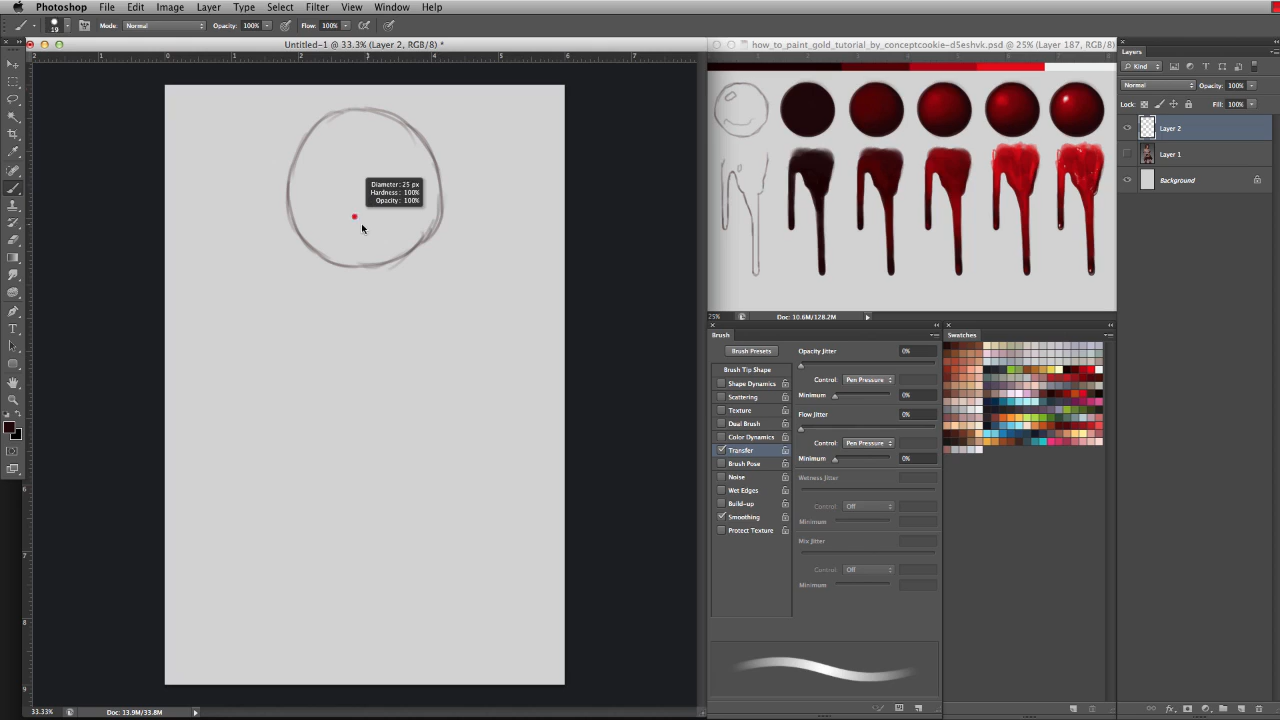 Photoshop File Edit Image Layer Type Select Filter View Window Help
19 Mode: Normal Opacity: 100% Flow: 100%
Untitled-1 @ 33.3% (Layer 2, RGB/8) *
how_to_paint_gold_tutorial_by_conceptcookie-d5eshvk.psd @ 25% (Layer 187, RGB/8)
Layers
Kind
Normal Opacity: 100%
Lock: Fill: 100%
Layer 2
Layer 1
Background
Diameter: 25 px
Hardness: 100%
Opacity: 100%
25% Doc: 10.6M/128.2M
Brush
Swatches
Brush Presets
Brush Tip Shape
Shape Dynamics
Scattering
Texture
Dual Brush
Color Dynamics
Transfer
Brush Pose
Noise
Wet Edges
Build-up
Smoothing
Protect Texture
Opacity Jitter 0%
Control: Pen Pressure
Minimum 0%
Flow Jitter 0%
Control: Pen Pressure
Minimum 0%
Wetness Jitter
Control: Off
Minimum
Mix Jitter
Control: Off
Minimum
33.33% Doc: 13.9M/33.8M